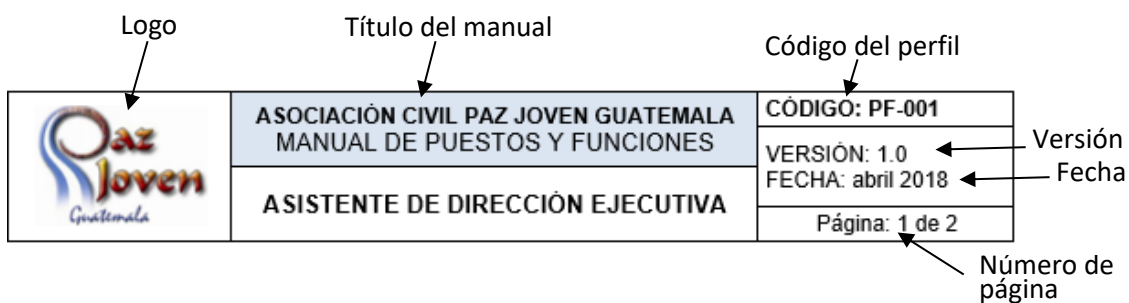 Logo
Título del manual
Código del perfil
Paz
Joven
Guatemala
ASOCIACIÓN CIVIL PAZ JOVEN GUATEMALA
MANUAL DE PUESTOS Y FUNCIONES
ASISTENTE DE DIRECCIÓN EJECUTIVA
CÓDIGO: PF-001
VERSIÓN: 1.0
FECHA: abril 2018
Página: 1 de 2
Versión
Fecha
Número de
página